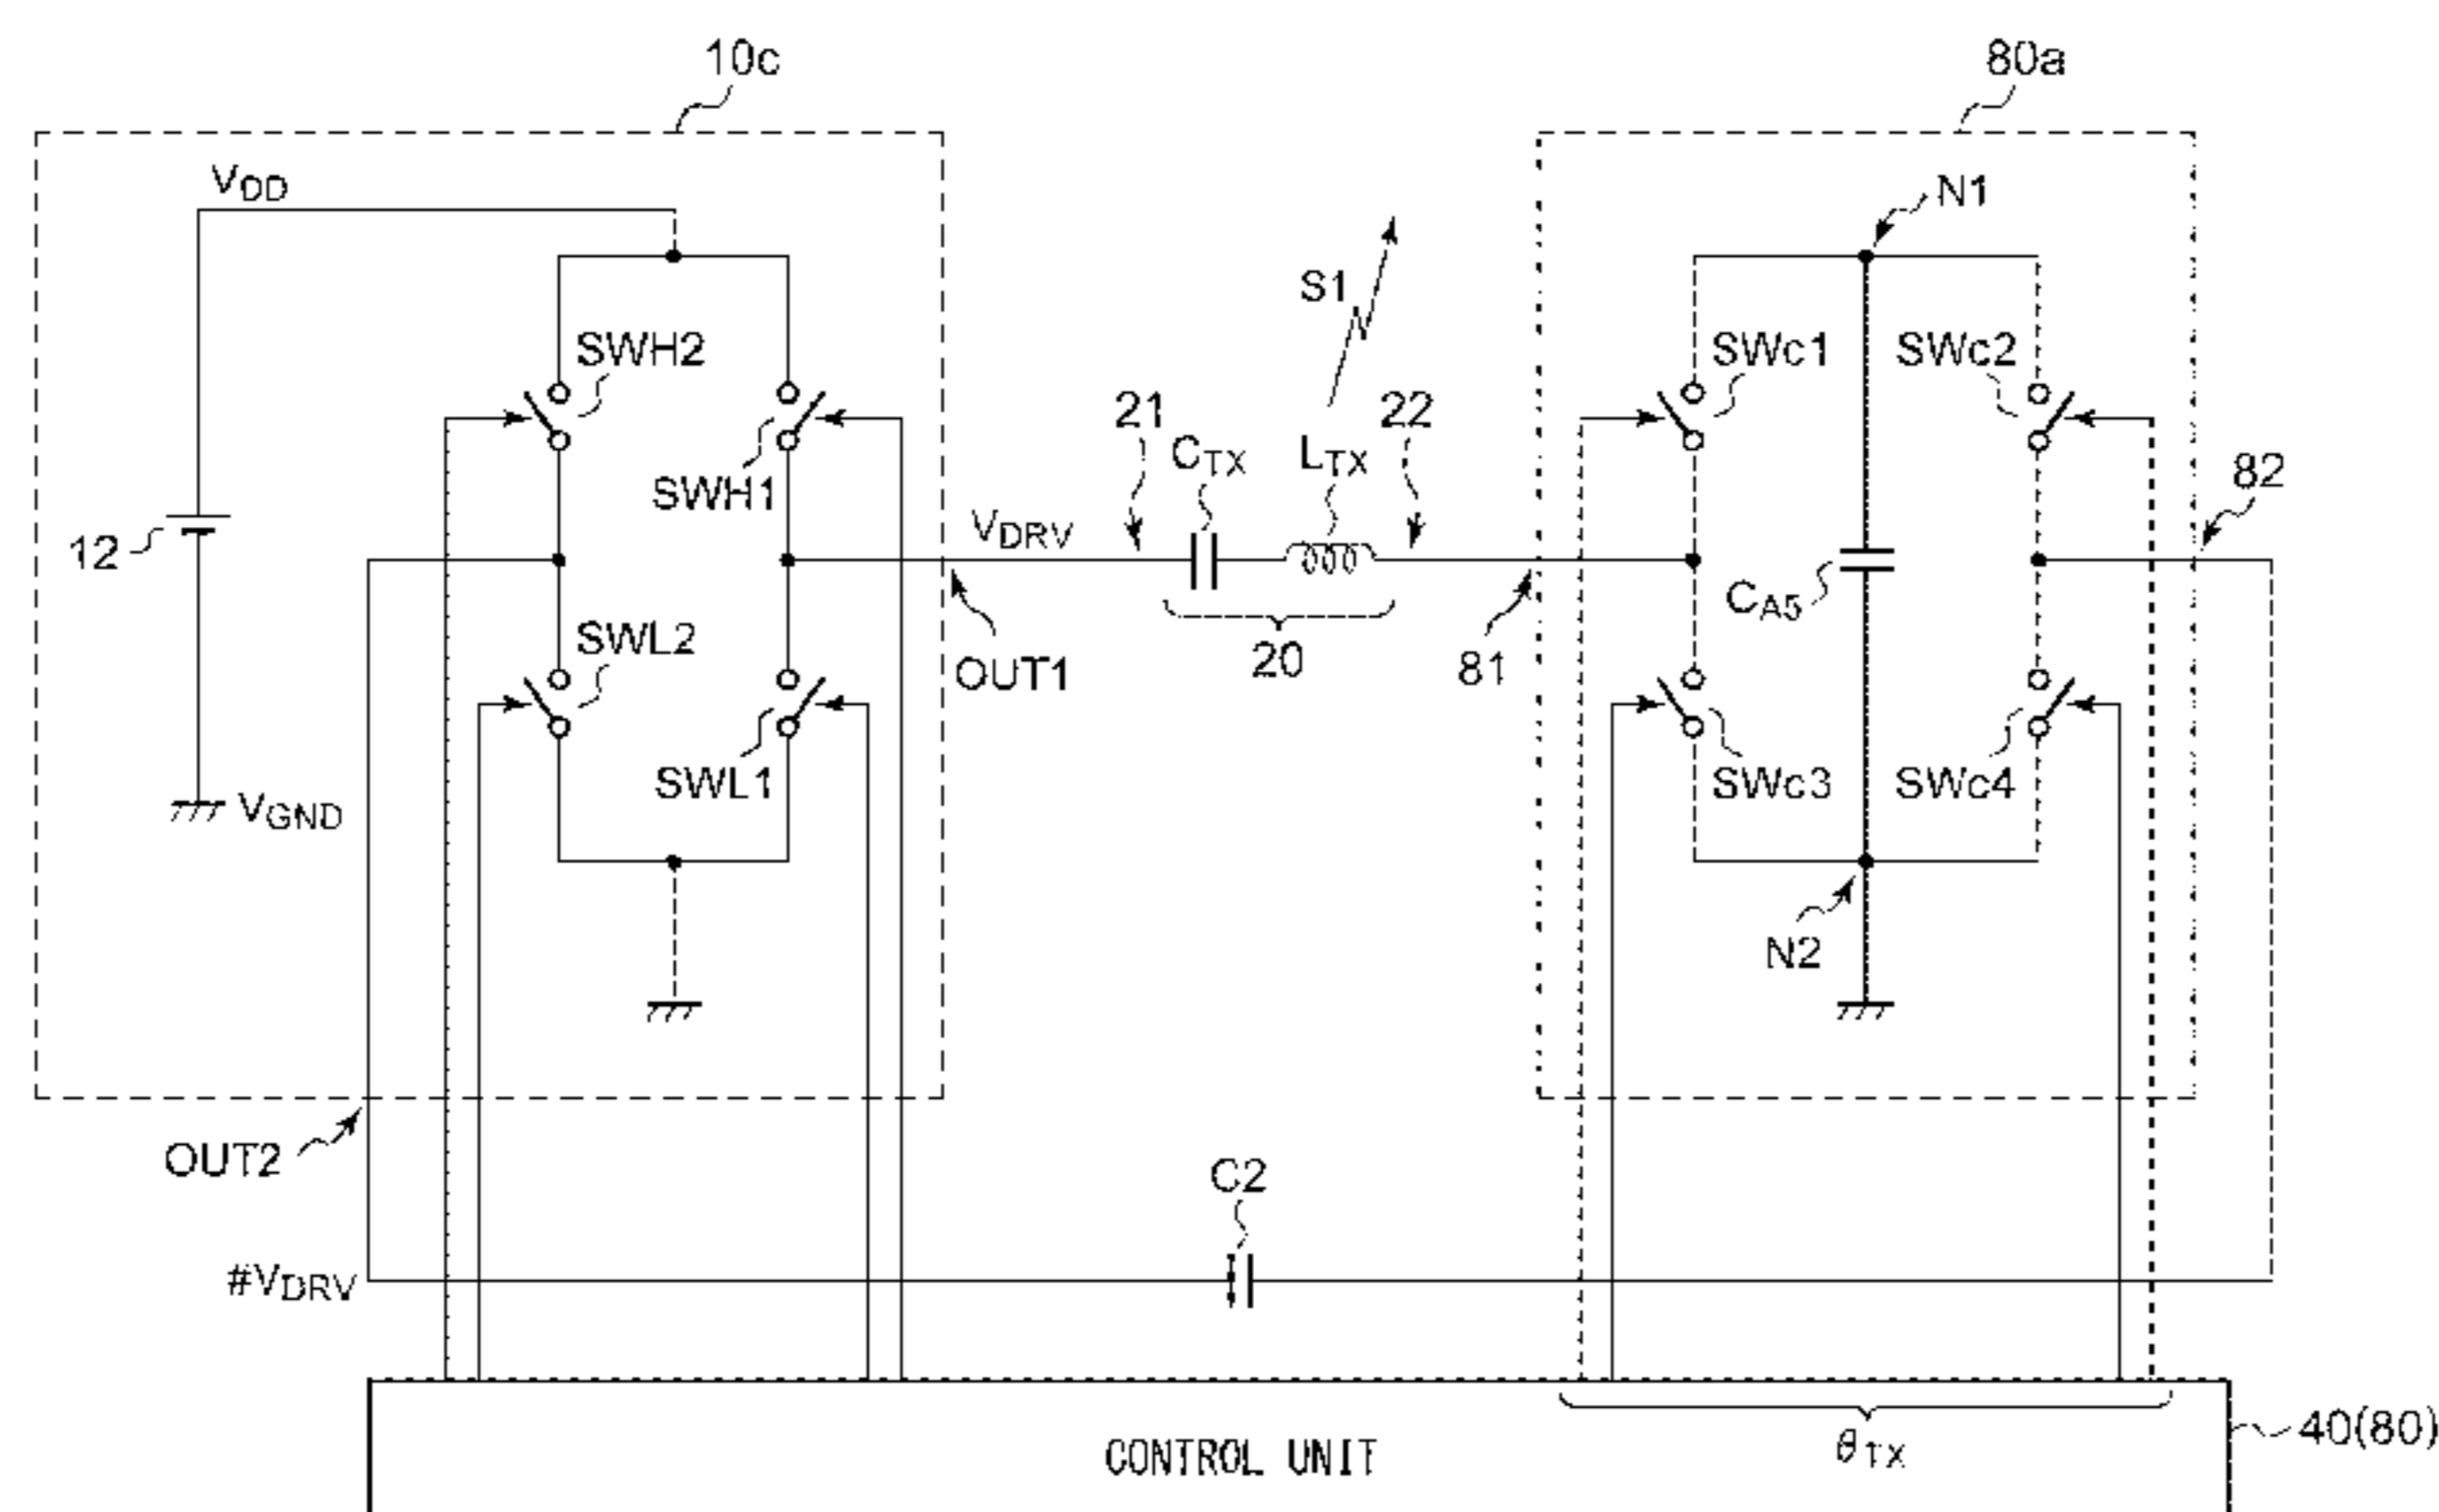 10c
80a
VDD
N1
S1
SWH2
SWc1
SWc2
21
22
CTX
LTX
82
SWH1
VDRV
12
CA5
SWL2
OUT1
20
81
SWL1
SWc3
SWc4
VGND
N2
OUT2
C2
#VDRV
40(80)
CONTROL UNIT
θTX